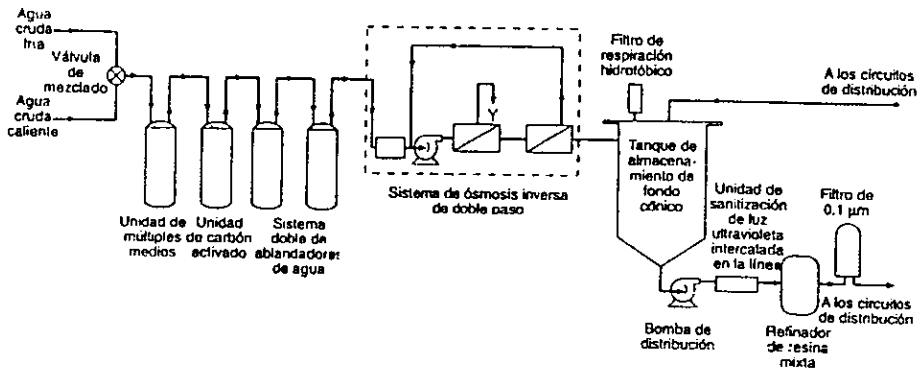 Agua
cruda
fria
Válvula
de
mezclado
Agua
cruda
caliente
Unidad de
múltiples
medios
Unidad
de carbón
activado
Sistema
doble de
ablandadores
de agua
Sistema de ósmosis inversa
de doble paso
Filtro de
respiración
hidrofóbico
A los circuitos
de distribución
Tanque de
almacena-
miento de
fondo
cónico
Unidad de
sanitización
de luz
ultravioleta
intercalada
en la línea
Filtro de
0.1 µm
Bomba de
distribución
Refinador
de resina
mixta
A los circuitos
de distribución